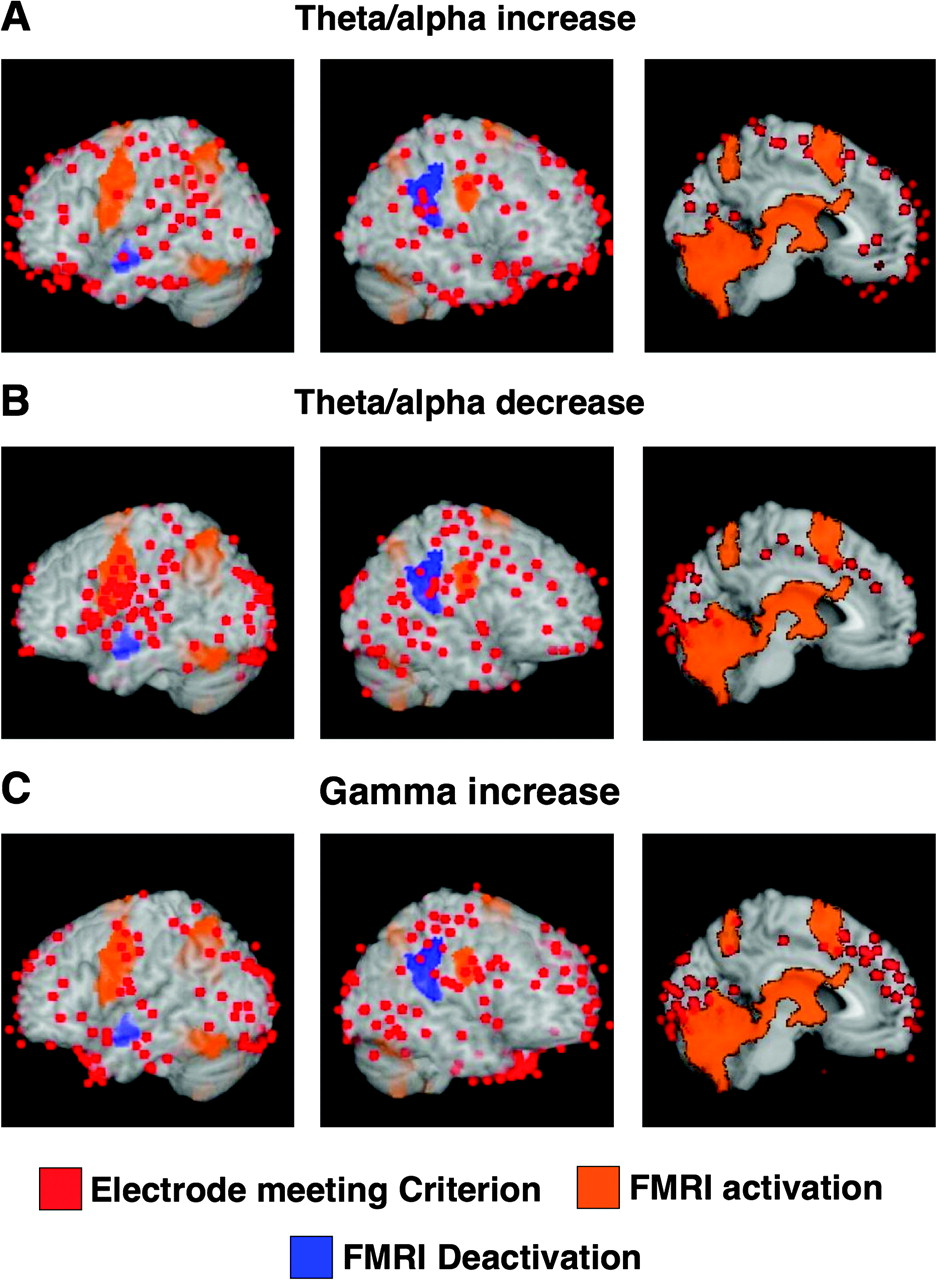 A
Theta/alpha increase
B
Theta/alpha decrease
C
Gamma increase
Electrode meeting Criterion
FMRI activation
FMRI Deactivation